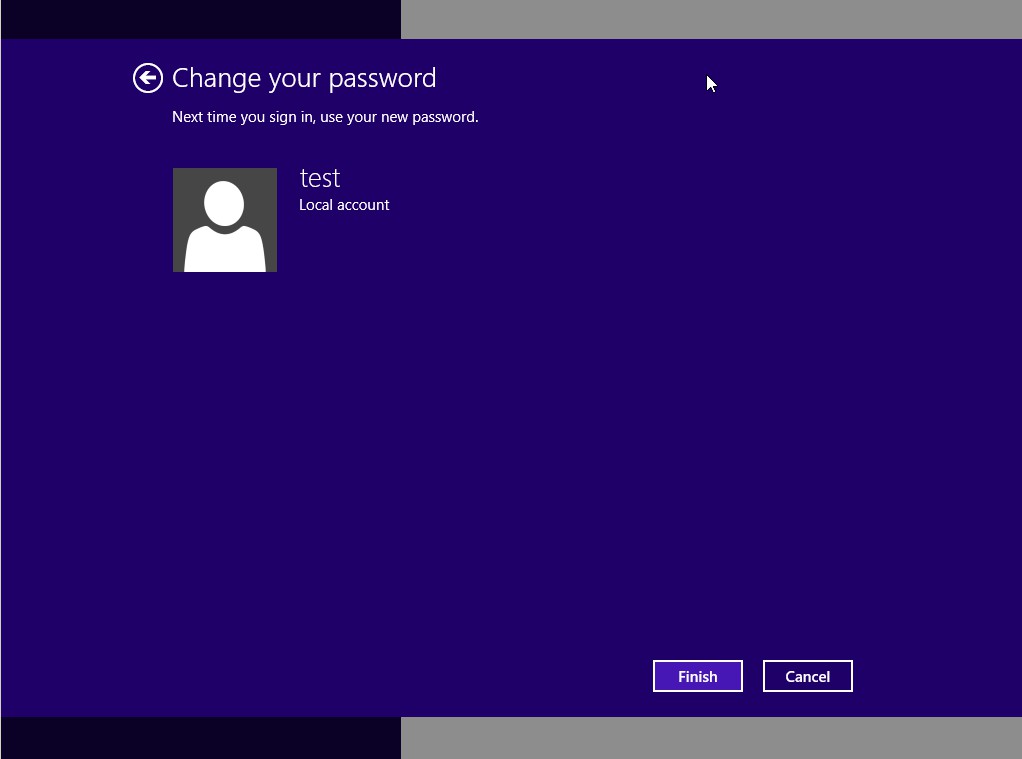 Change your password
Next time you sign in, use your new password.
test
Local account
Finish
Cancel